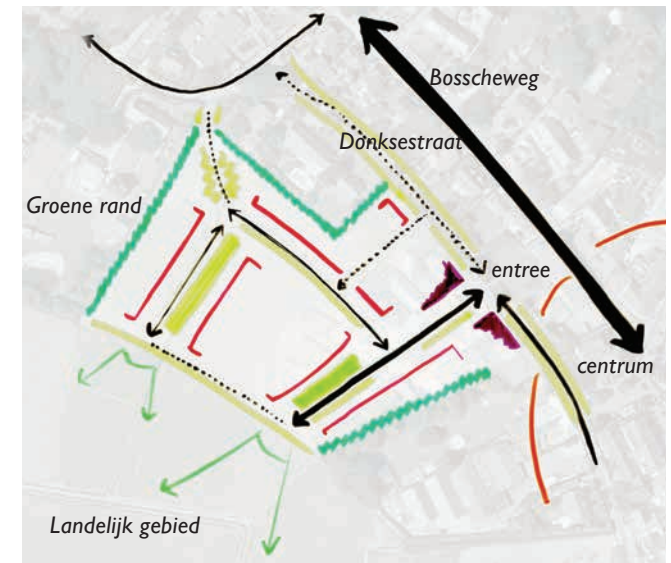 Bosscheweg
Donksestraat
Groene rand
entree
centrum
Landelijk gebied